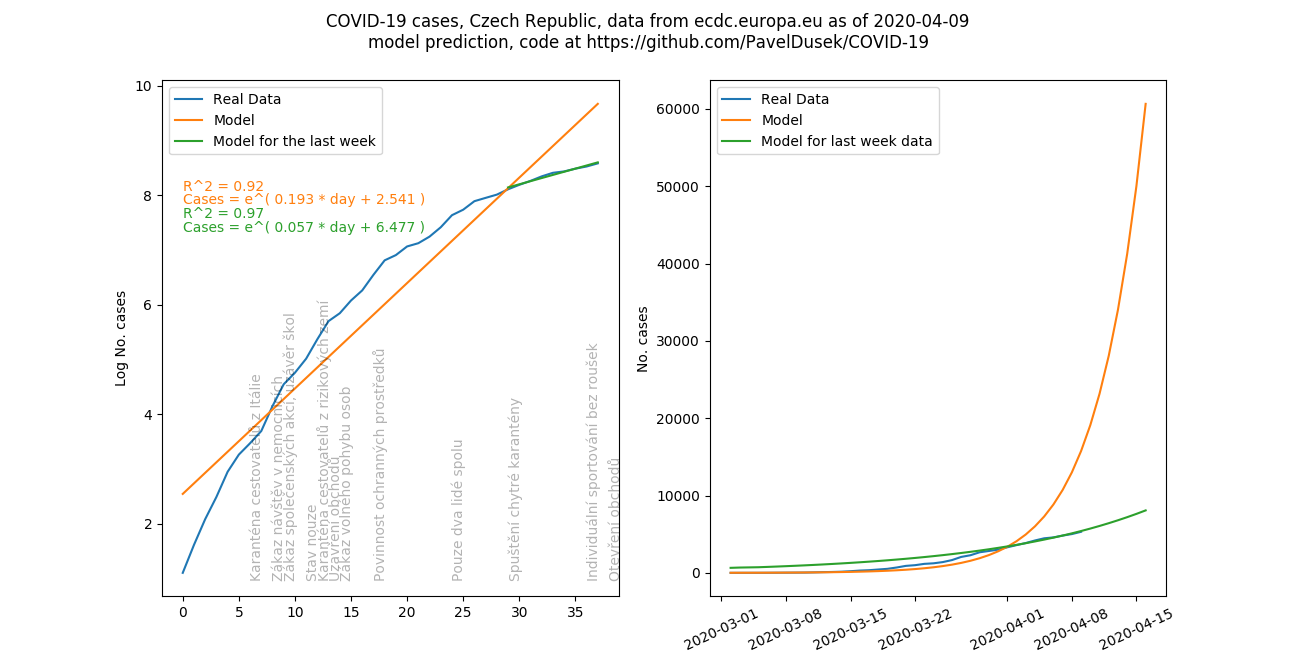 COVID-19 cases, Czech Republic, data from ecdc.europa.eu as of 2020-04-09
model prediction, code at https://github.com/PavelDusek/COVID-19
Real Data
Model
Model for the last week
R^2 = 0.92
Cases = e^( 0.193 * day + 2.541 )
R^2 = 0.97
Cases = e^( 0.057 * day + 6.477 )
Log No. cases
10
8
6
4
2
Karanténa cestovatelů z Itálie
Zákaz návštěv v nemocnicích
Zákaz společenských akcí, uzávěr škol
Stav nouze
Karanténa cestovatelů z rizikových zemí
Uzavření obchodů
Zákaz volného pohybu osob
Povinnost ochranných prostředků
Pouze dva lidé spolu
Spuštění chytré karantény
Individuální sportování bez roušek
Otevření obchodů
0 5 10 15 20 25 30 35
Real Data
Model
Model for last week data
No. cases
60000
50000
40000
30000
20000
10000
0
2020-03-01 2020-03-08 2020-03-15 2020-03-22 2020-04-01 2020-04-08 2020-04-15